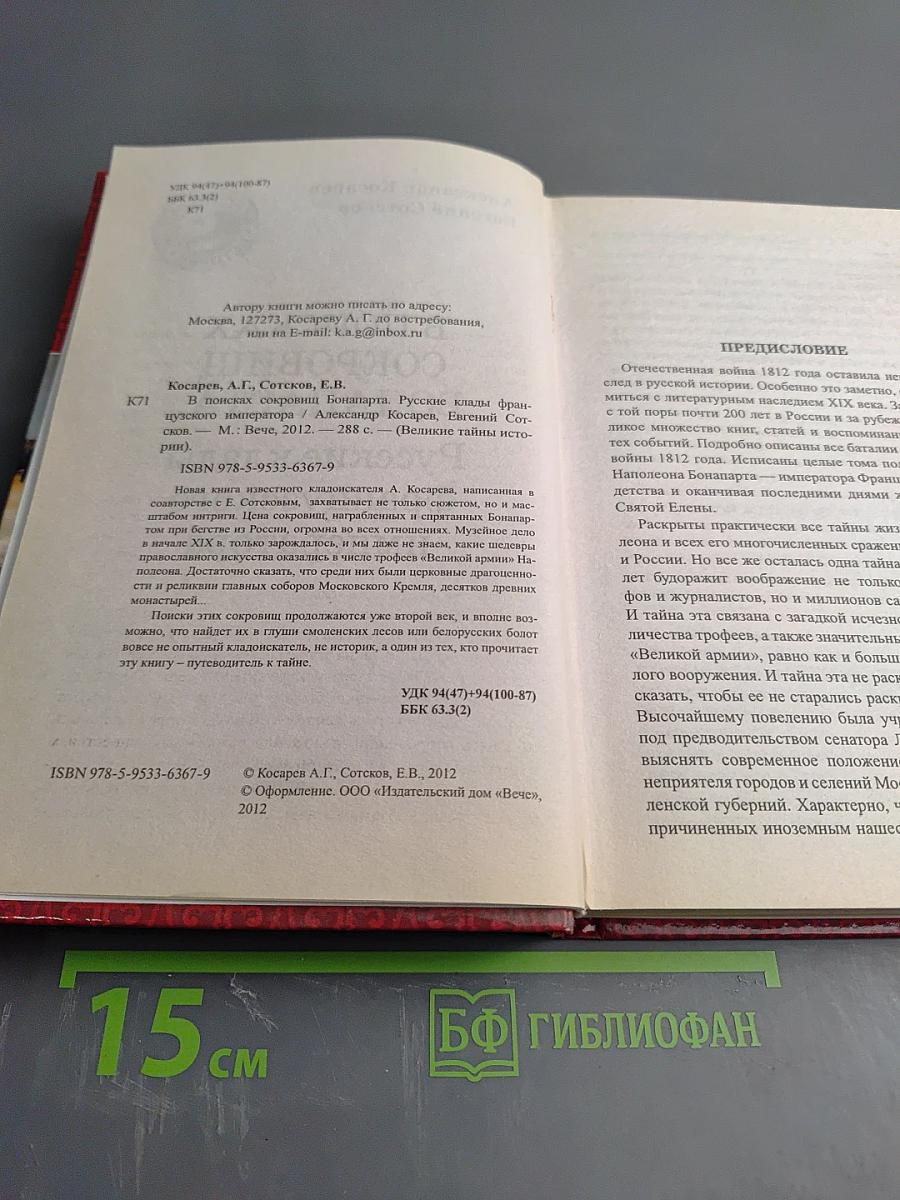 УДК 94(47)+94(100-87)
ББК 63.3(2)
К71
Автору книги можно писать по адресу:
Москва, 127273, Косареву А. Г. до востребования,
или на E-mail: k.a.g@inbox.ru
Косарев, А.Г., Сотсков, Е.В.
К71 В поисках сокровищ Бонапарта. Русские клады фран-
цузского императора / Александр Косарев, Евгений Сот-
сков. — М. : Вече, 2012. — 288 с. — (Великие тайны исто-
рии).
ISBN 978-5-9533-6367-9
Новая книга известного кладоискателя А. Косарева, написанная в
соавторстве с Е. Сотсковым, захватывает не только сюжетом, но и мас-
штабом интриги. Цена сокровищ, награбленных и спрятанных Бонапар-
том при бегстве из России, огромна во всех отношениях. Музейное дело
в начале XIX в. только зарождалось, и мы даже не знаем, какие шедевры
православного искусства оказались в числе трофеев «Великой армии» На-
полеона. Достаточно сказать, что среди них были церковные драгоценно-
сти и реликвии главных соборов Московского Кремля, десятков древних
монастырей...
Поиски этих сокровищ продолжаются уже второй век, и вполне воз-
можно, что найдет их в глуши смоленских лесов или белорусских болот
вовсе не опытный кладоискатель, не историк, а один из тех, кто прочитает
эту книгу – путеводитель к тайне.
УДК 94(47)+94(100-87)
ББК 63.3(2)
ISBN 978-5-9533-6367-9 © Косарев А.Г., Сотсков, Е.В., 2012
© Оформление. ООО «Издательский дом «Вече»,
2012
ПРЕДИСЛОВИЕ
Отечественная война 1812 года оставила
след в русской истории. Особенно это заметно,
миться с литературным наследием XIX века.
с той поры почти 200 лет в России и за
ликое множество книг, статей и
тех событий. Подробно описаны все баталии
войны 1812 года. Исписаны целые тома
Наполеона Бонапарта — императора
детства и оканчивая последними днями
Святой Елены.
Раскрыты практически все тайны
леона и всех его многочисленных
и России. Но все же осталась одна тайна
лет будоражит воображение не только
фов и журналистов, но и миллионов
И тайна эта связана с загадкой
личества трофеев, а также
«Великой армии», равно как и
лого вооружения. И тайна эта не
сказать, чтобы ее не старались
Высочайшему повелению была
под предводительством сенатора
выяснять современное
неприятеля городов и селений
ленской губерний. Характерно,
причиненных иноземным
15 см
БФ ГИБЛИОФАН